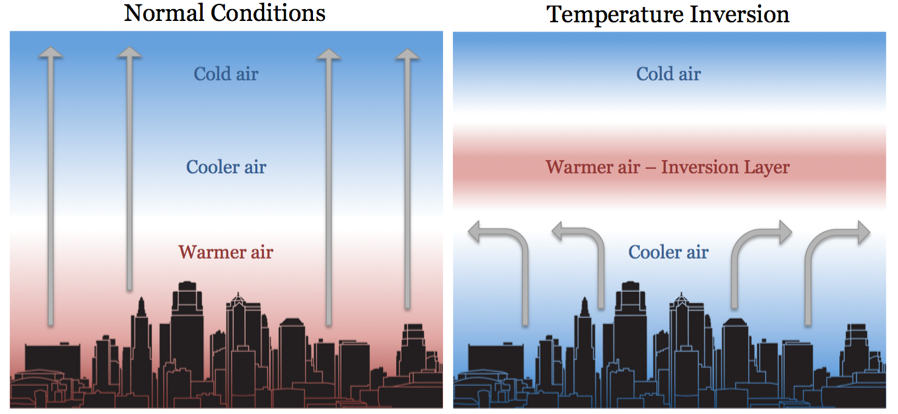 Normal Conditions
Cold air
Cooler air
Warmer air
Temperature Inversion
Cold air
Warmer air – Inversion Layer
Cooler air